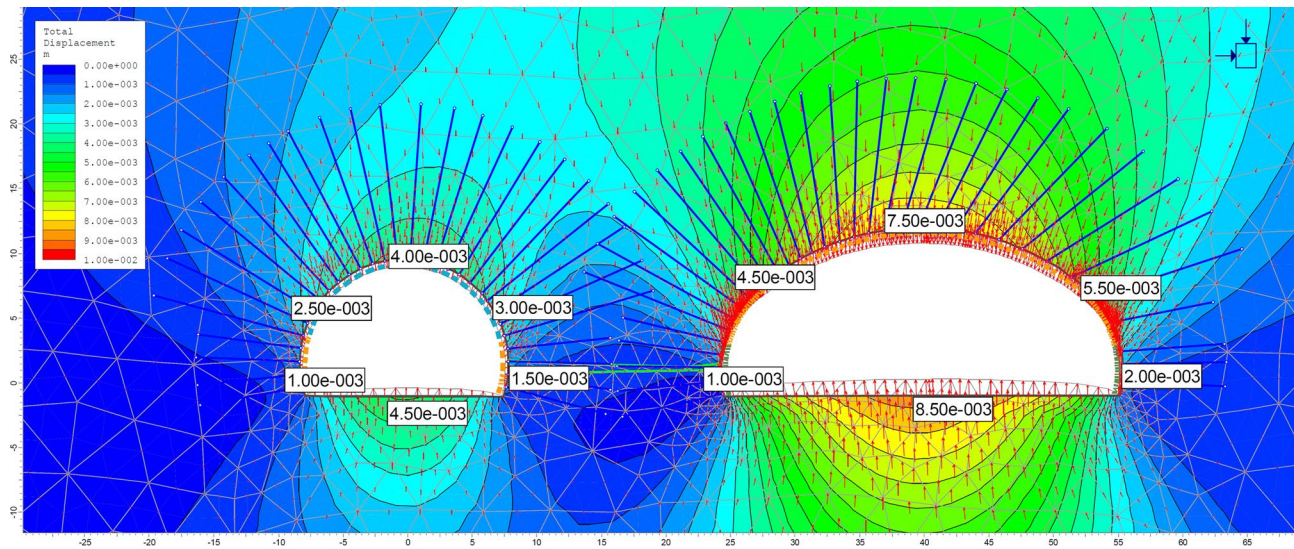 Total
Displacement
m
0.00e+000
1.00e-003
2.00e-003
3.00e-003
4.00e-003
5.00e-003
6.00e-003
7.00e-003
8.00e-003
9.00e-003
1.00e-002
7.50e-003
4.00e-003
4.50e-003
5.50e-003
2.50e-003
3.00e-003
1.00e-003
1.50e-003
1.00e-003
2.00e-003
4.50e-003
8.50e-003
25
20
15
10
5
0
-5
-10
-25 -20 -15 -10 -5 0 5 10 15 20 25 30 35 40 45 50 55 60 65